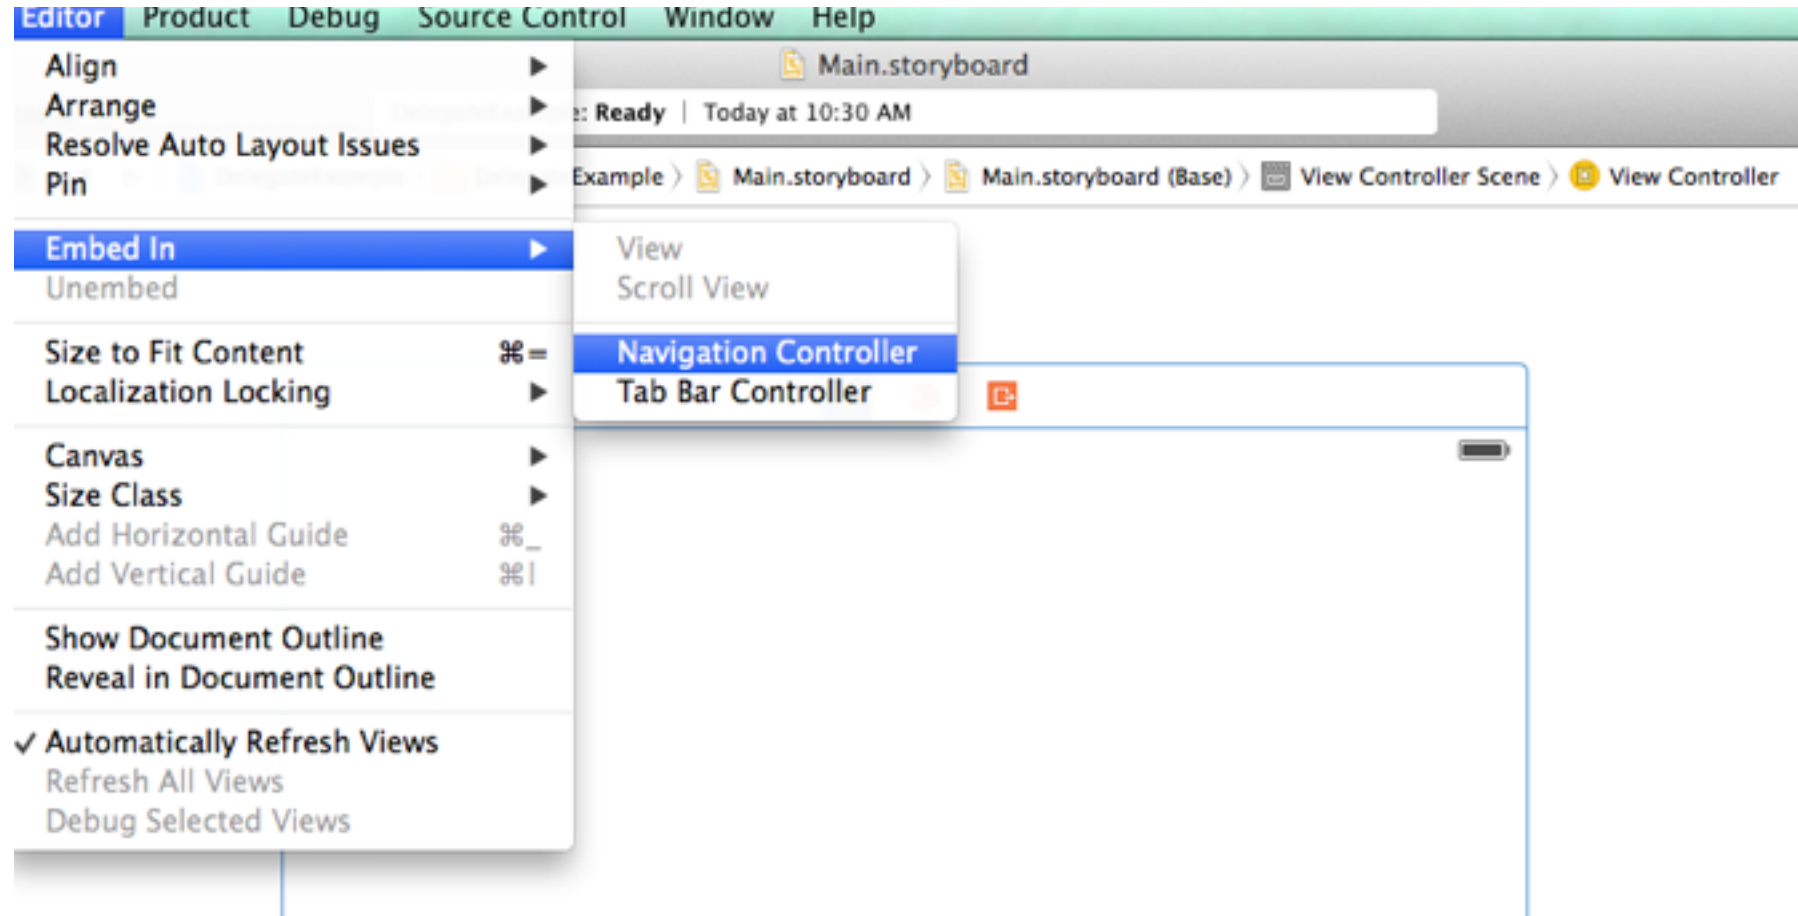 Editor Product Debug Source Control Window Help
Main.storyboard
: Ready | Today at 10:30 AM
Example 〉 Main.storyboard 〉 Main.storyboard (Base) 〉 View Controller Scene 〉 View Controller
Align ▶
Arrange ▶
Resolve Auto Layout Issues ▶
Pin ▶
Embed In ▶
Unembed
Size to Fit Content ⌘=
Localization Locking ▶
Canvas ▶
Size Class ▶
Add Horizontal Guide ⌘_
Add Vertical Guide ⌘|
Show Document Outline
Reveal in Document Outline
✓ Automatically Refresh Views
Refresh All Views
Debug Selected Views
View
Scroll View
Navigation Controller
Tab Bar Controller